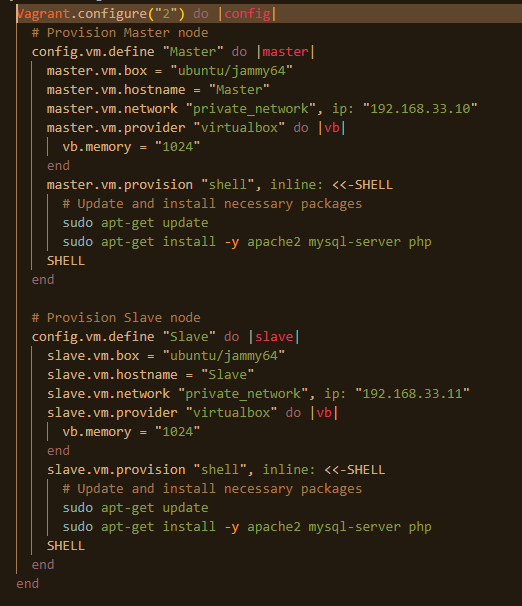 Vagrant.configure("2") do |config|
  # Provision Master node
  config.vm.define "Master" do |master|
    master.vm.box = "ubuntu/jammy64"
    master.vm.hostname = "Master"
    master.vm.network "private_network", ip: "192.168.33.10"
    master.vm.provider "virtualbox" do |vb|
      vb.memory = "1024"
    end
    master.vm.provision "shell", inline: <<-SHELL
      # Update and install necessary packages
      sudo apt-get update
      sudo apt-get install -y apache2 mysql-server php
    SHELL
  end

  # Provision Slave node
  config.vm.define "Slave" do |slave|
    slave.vm.box = "ubuntu/jammy64"
    slave.vm.hostname = "Slave"
    slave.vm.network "private_network", ip: "192.168.33.11"
    slave.vm.provider "virtualbox" do |vb|
      vb.memory = "1024"
    end
    slave.vm.provision "shell", inline: <<-SHELL
      # Update and install necessary packages
      sudo apt-get update
      sudo apt-get install -y apache2 mysql-server php
    SHELL
  end
end